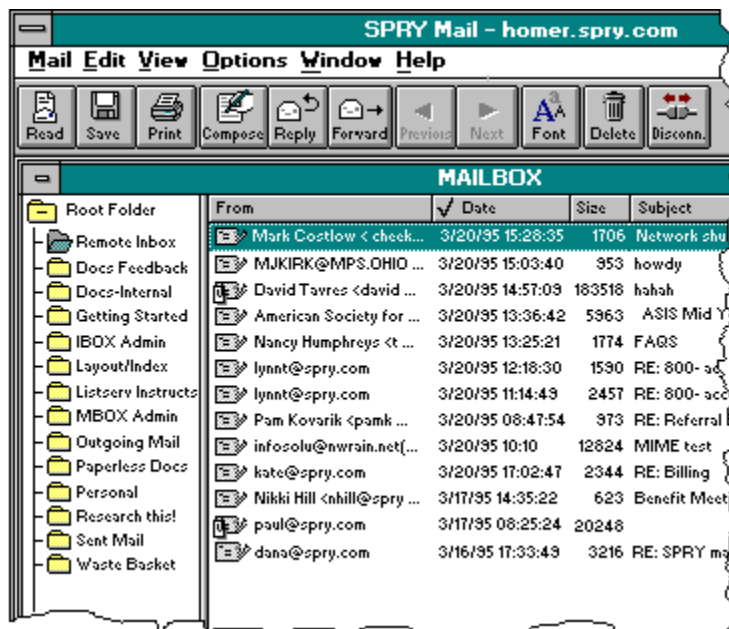 SPRY Mail - homer.spry.com
Mail Edit View Options Window Help
Read Save Print Compose Reply Forward Previous Next Font Delete Disconn.
MAILBOX
Root Folder
Remote Inbox
Docs Feedback
Docs-Internal
Getting Started
IBOX Admin
Layout/Index
Listserv Instructs
MBOX Admin
Outgoing Mail
Paperless Docs
Personal
Research this!
Sent Mail
Waste Basket
From Date Size Subject
Mark Costlow < cheek... 3/20/95 15:28:35 1706 Network shu
MJKIRK@MPS.OHIO ... 3/20/95 15:03:40 953 howdy
David Tavres <david ... 3/20/95 14:57:09 183518 hahah
American Society for ... 3/20/95 13:36:42 5963 ASIS Mid Y
Nancy Humphreys <t ... 3/20/95 13:25:21 1774 FAQS
lynnt@spry.com 3/20/95 12:18:30 1590 RE: 800- ac
lynnt@spry.com 3/20/95 11:14:49 2457 RE: 800- acc
Pam Kovarik <pamk ... 3/20/95 08:47:54 973 RE: Referral
infosolu@nwrain.net(... 3/20/95 10:10 12824 MIME test
kate@spry.com 3/20/95 17:02:47 2344 RE: Billing
Nikki Hill <nhill@spry ... 3/17/95 14:35:22 623 Benefit Meeti
paul@spry.com 3/17/95 08:25:24 20248
dana@spry.com 3/16/95 17:33:49 3216 RE: SPRY ma